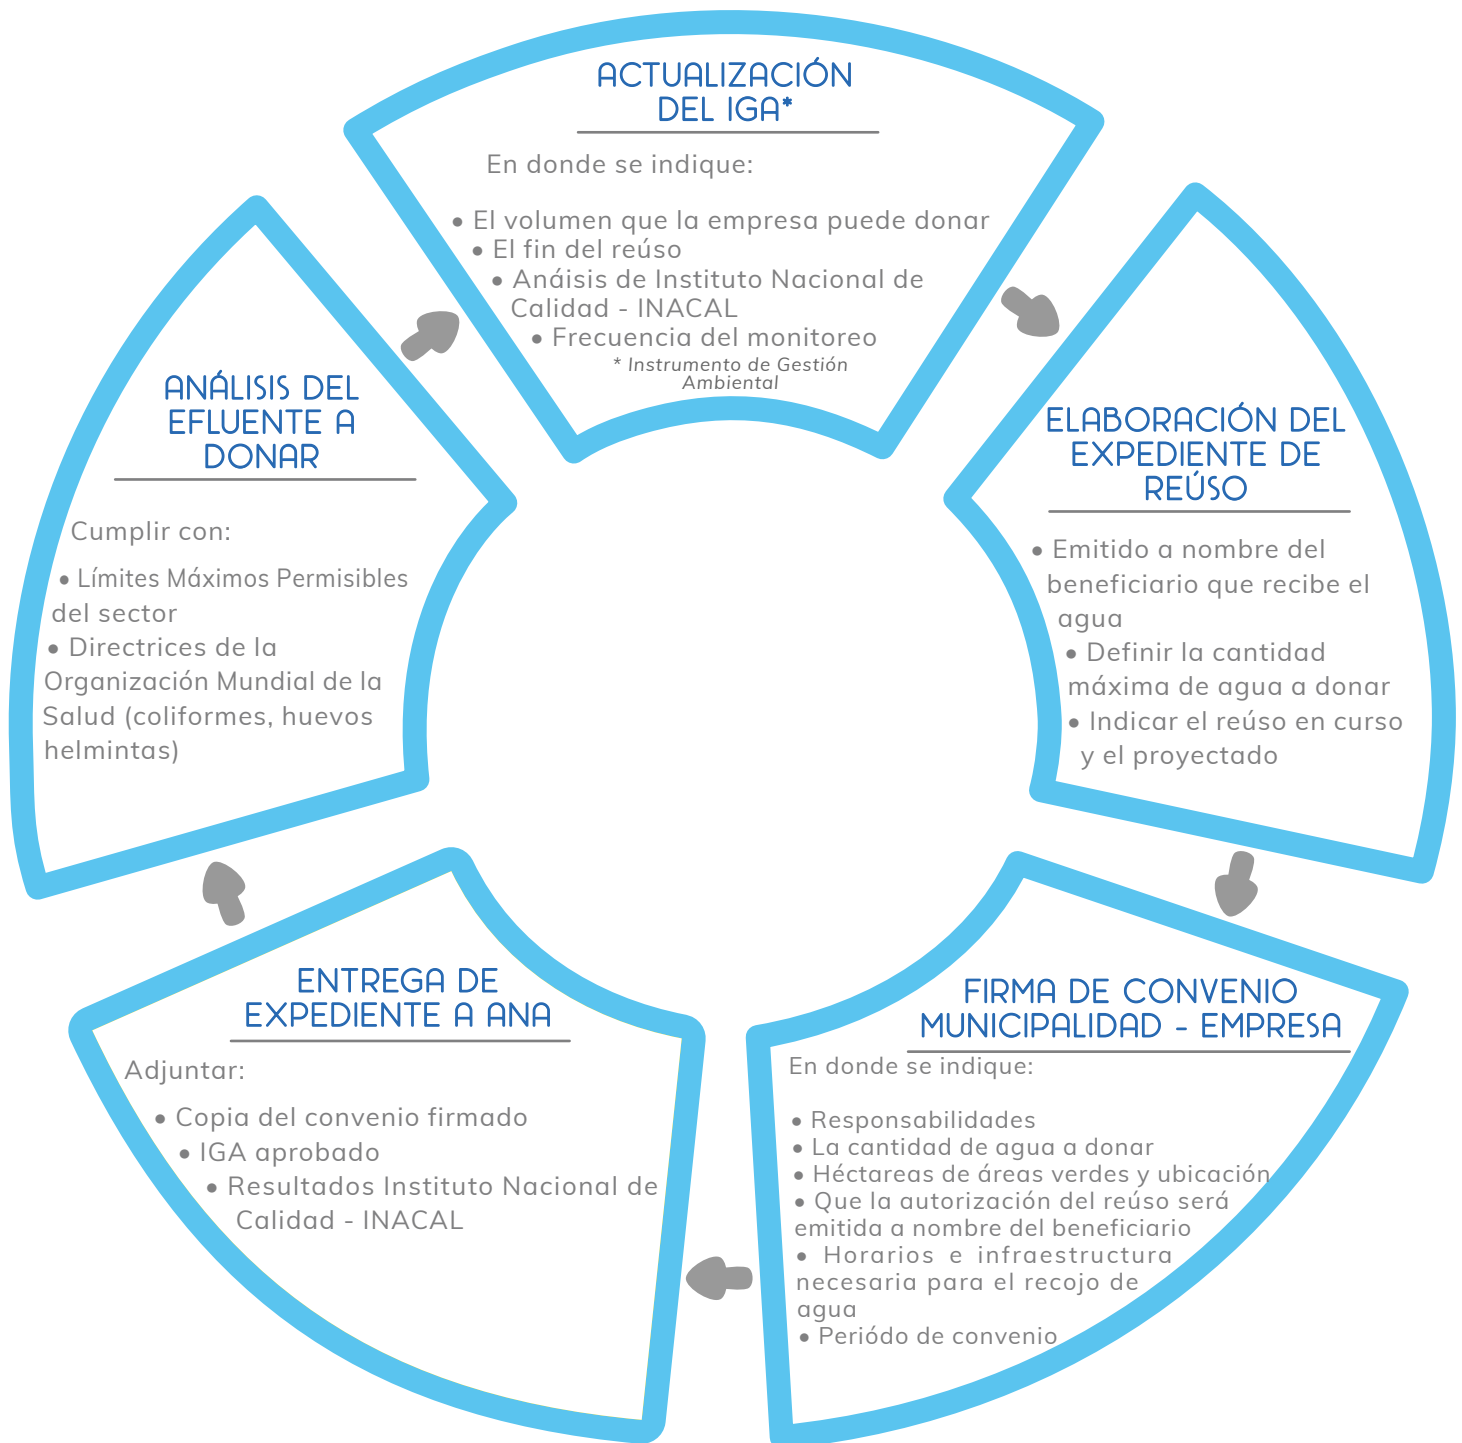 ACTUALIZACIÓN
DEL IGA*
En donde se indique:
• El volumen que la empresa puede donar
• El fin del reúso
• Anáisis de Instituto Nacional de
Calidad - INACAL
• Frecuencia del monitoreo
* Instrumento de Gestión
Ambiental
ELABORACIÓN DEL
EXPEDIENTE DE
REÚSO
• Emitido a nombre del
beneficiario que recibe el
agua
• Definir la cantidad
máxima de agua a donar
• Indicar el reúso en curso
y el proyectado
FIRMA DE CONVENIO
MUNICIPALIDAD - EMPRESA
En donde se indique:
• Responsabilidades
• La cantidad de agua a donar
• Héctareas de áreas verdes y ubicación
• Que la autorización del reúso será
emitida a nombre del beneficiario
• Horarios e infraestructura
necesaria para el recojo de
agua
• Periódo de convenio
ENTREGA DE
EXPEDIENTE A ANA
Adjuntar:
• Copia del convenio firmado
• IGA aprobado
• Resultados Instituto Nacional de
Calidad - INACAL
ANÁLISIS DEL
EFLUENTE A
DONAR
Cumplir con:
• Límites Máximos Permisibles
del sector
• Directrices de la
Organización Mundial de la
Salud (coliformes, huevos
helmintas)